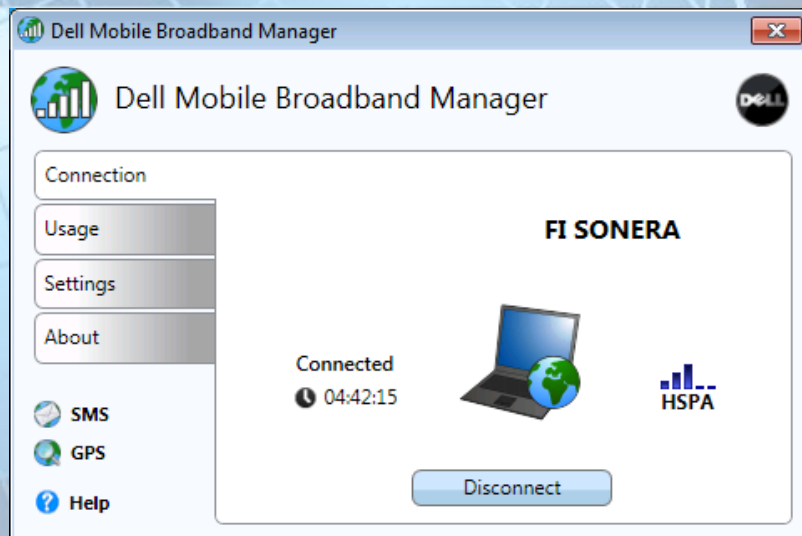 Dell Mobile Broadband Manager
Dell Mobile Broadband Manager
DELL
Connection
Usage
Settings
About
SMS
GPS
Help
FI SONERA
Connected
04:42:15
HSPA
Disconnect